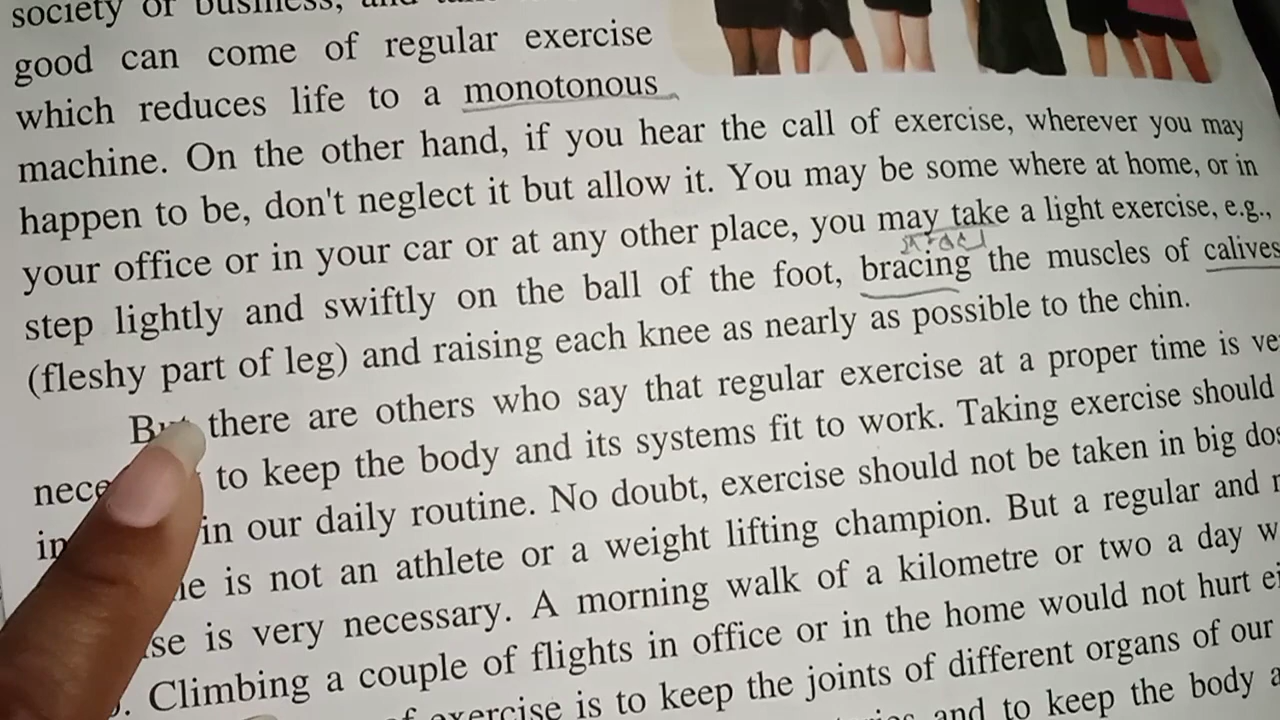 society of business, and
good can come of regular exercise
which reduces life to a monotonous
machine. On the other hand, if you hear the call of exercise, wherever you may
happen to be, don't neglect it but allow it. You may be some where at home, or in
your office or in your car or at any other place, you may take a light exercise, e.g.,
step lightly and swiftly on the ball of the foot, bracing the muscles of calives
(fleshy part of leg) and raising each knee as nearly as possible to the chin.
But there are others who say that regular exercise at a proper time is
to keep the body and its systems fit to work. Taking exercise should
in our daily routine. No doubt, exercise should not be taken in big
is not an athlete or a weight lifting champion. But a regular and
is very necessary. A morning walk of a kilometre or two a day
Climbing a couple of flights in office or in the home would not hurt
exercise is to keep the joints of different organs of our
and to keep the body